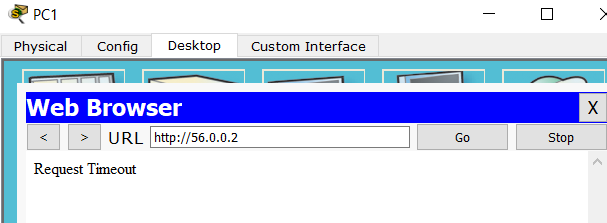 PC1
Physical Config Desktop Custom Interface
Web Browser X
< > URL http://56.0.0.2 Go Stop
Request Timeout